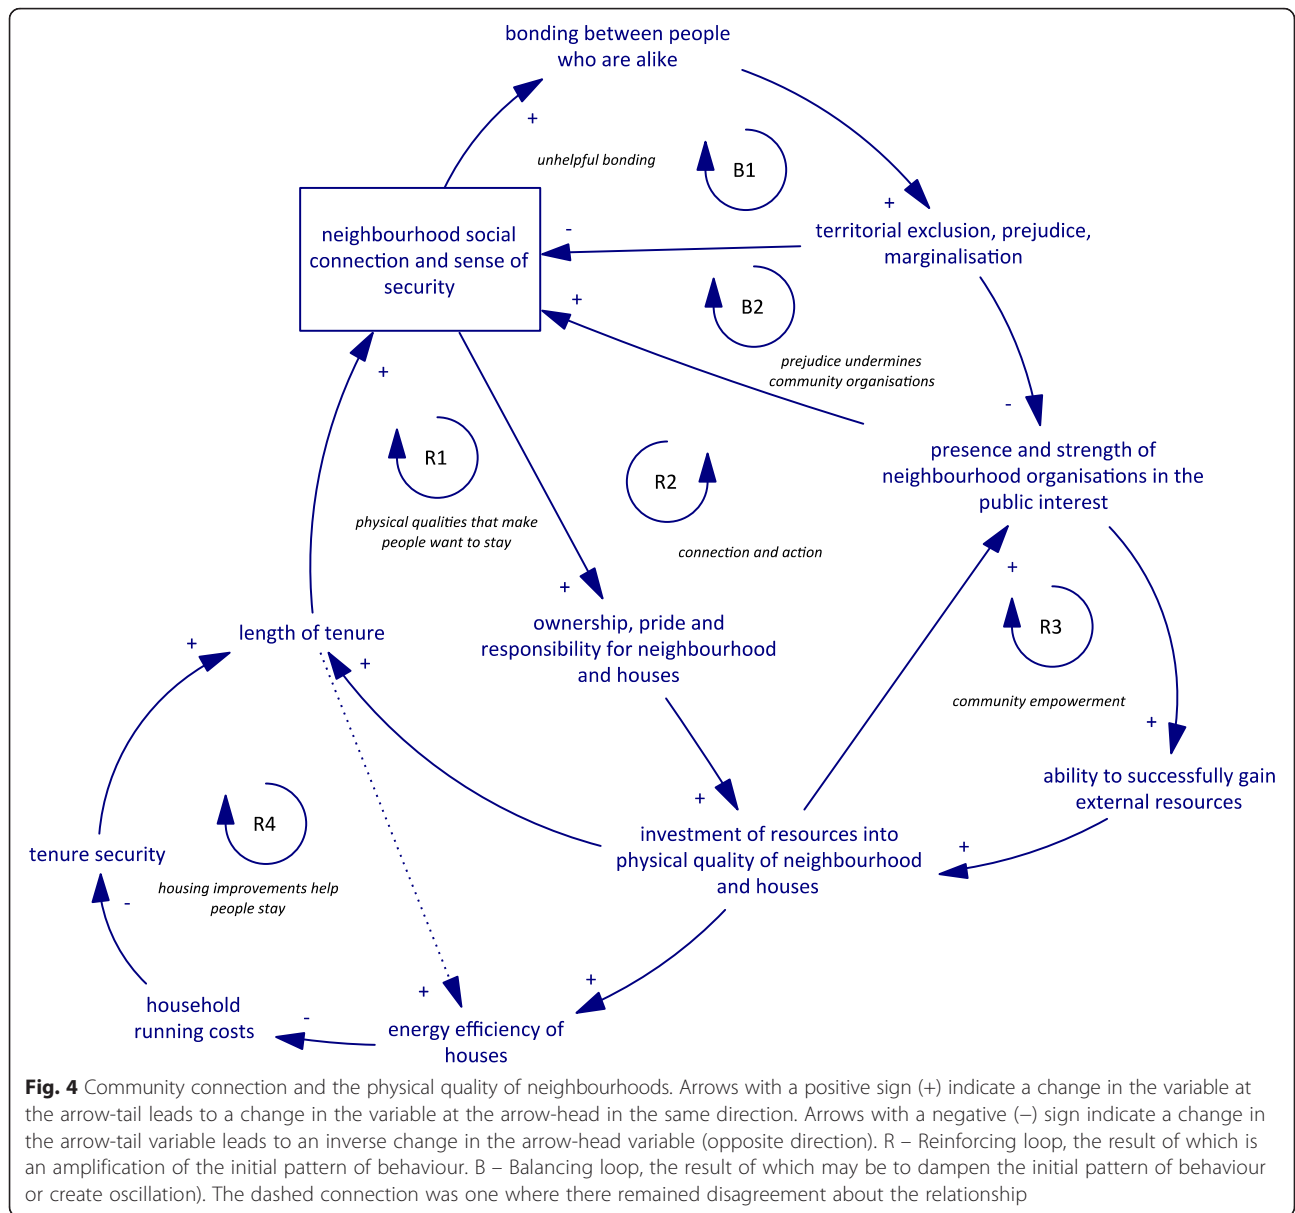 bonding between people
who are alike
+
unhelpful bonding
B1
+
territorial exclusion, prejudice,
marginalisation
-
neighbourhood social
connection and sense of
security
+
B2
prejudice undermines
community organisations
+
-
R1
physical qualities that make
people want to stay
R2
connection and action
presence and strength of
neighbourhood organisations in the
public interest
+
+
R3
community empowerment
ownership, pride and
responsibility for neighbourhood
and houses
+
length of tenure
+
+
ability to successfully gain
external resources
+
+
investment of resources into
physical quality of neighbourhood
and houses
R4
housing improvements help
people stay
tenure security
-
household
running costs
-
+
+
energy efficiency of
houses
Fig. 4 Community connection and the physical quality of neighbourhoods. Arrows with a positive sign (+) indicate a change in the variable at
the arrow-tail leads to a change in the variable at the arrow-head in the same direction. Arrows with a negative (−) sign indicate a change in
the arrow-tail variable leads to an inverse change in the arrow-head variable (opposite direction). R – Reinforcing loop, the result of which is
an amplification of the initial pattern of behaviour. B – Balancing loop, the result of which may be to dampen the initial pattern of behaviour
or create oscillation). The dashed connection was one where there remained disagreement about the relationship